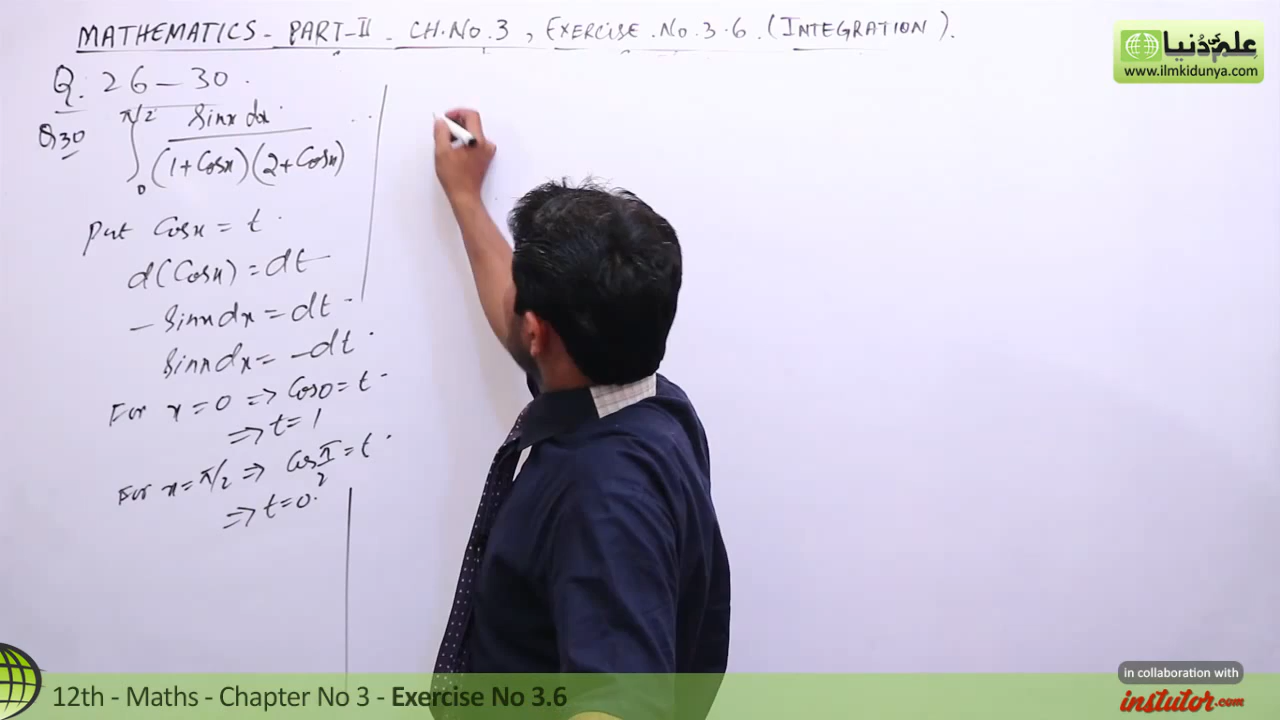 MATHEMATICS - PART-II - CH.NO.3, EXERCISE.NO.3.6.(INTEGRATION).
Q. 26-30.
Q30 ∫₀^{π/2} Sinx dx / (1+Cosx)(2+Cosx)
Put Cosx = t
d(Cosx) = dt
- Sinx dx = dt
Sinx dx = -dt
For x=0 => Cos0 = t
=> t=1
For x=π/2 => Cos π/2 = t
=> t=0
علم کی دنیا
www.ilmkidunya.com
12th - Maths - Chapter No 3 - Exercise No 3.6
in collaboration with
instutor.com